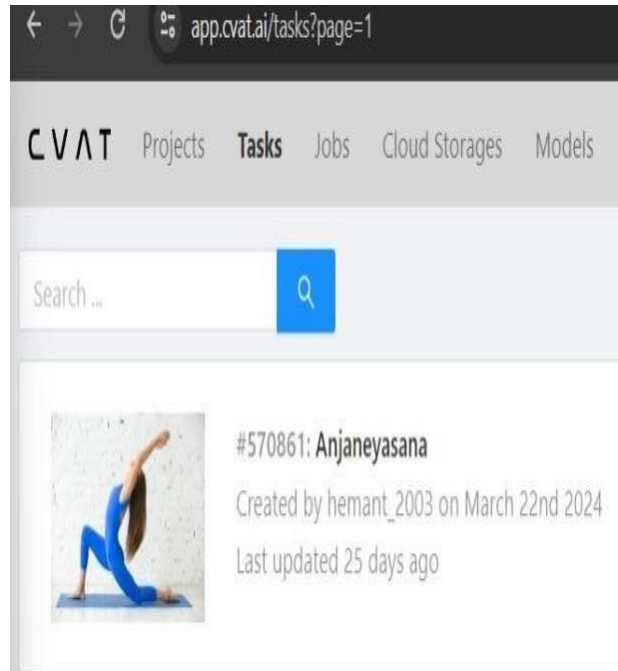 app.cvat.ai/tasks?page=1
CVAT Projects Tasks Jobs Cloud Storages Models
Search ...
#570861: Anjaneyasana
Created by hemant_2003 on March 22nd 2024
Last updated 25 days ago